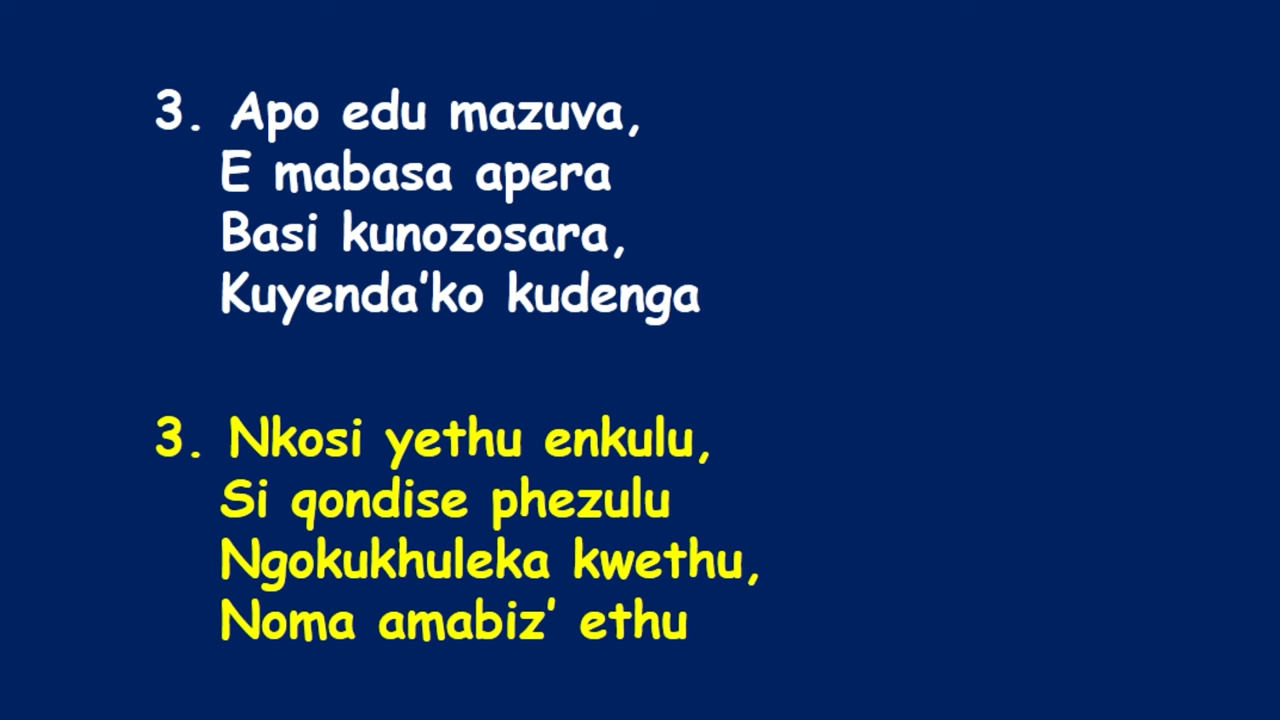 3. Apo edu mazuva,
E mabasa apera
Basi kunozosara,
Kuyenda’ko kudenga
3. Nkosi yethu enkulu,
Si qondise phezulu
Ngokukhuleka kwethu,
Noma amabiz’ ethu